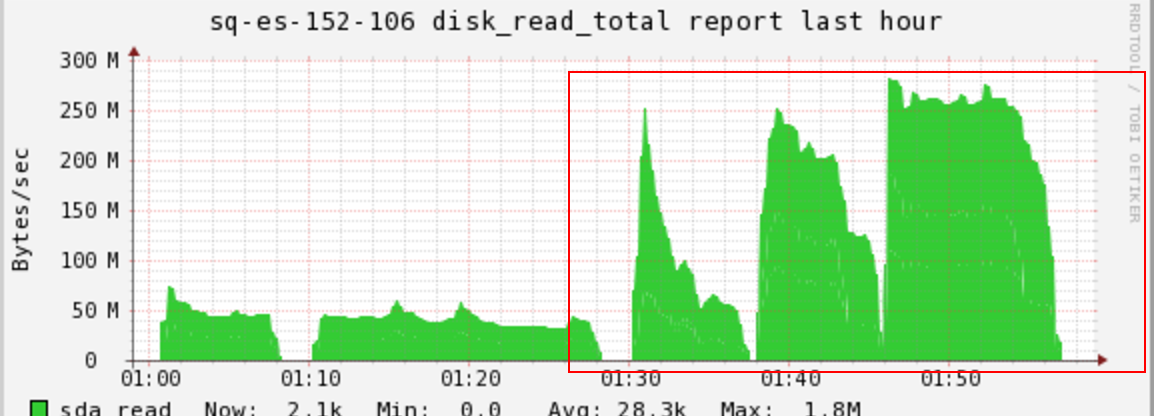 sq-es-152-106 disk_read_total report last hour
RRDTOOL / TOBI OETIKER
Bytes/sec
300 M
250 M
200 M
150 M
100 M
50 M
0
01:00 01:10 01:20 01:30 01:40 01:50
sda_read Now: 2.1k Min: 0.0 Avg: 28.3k Max: 1.8M